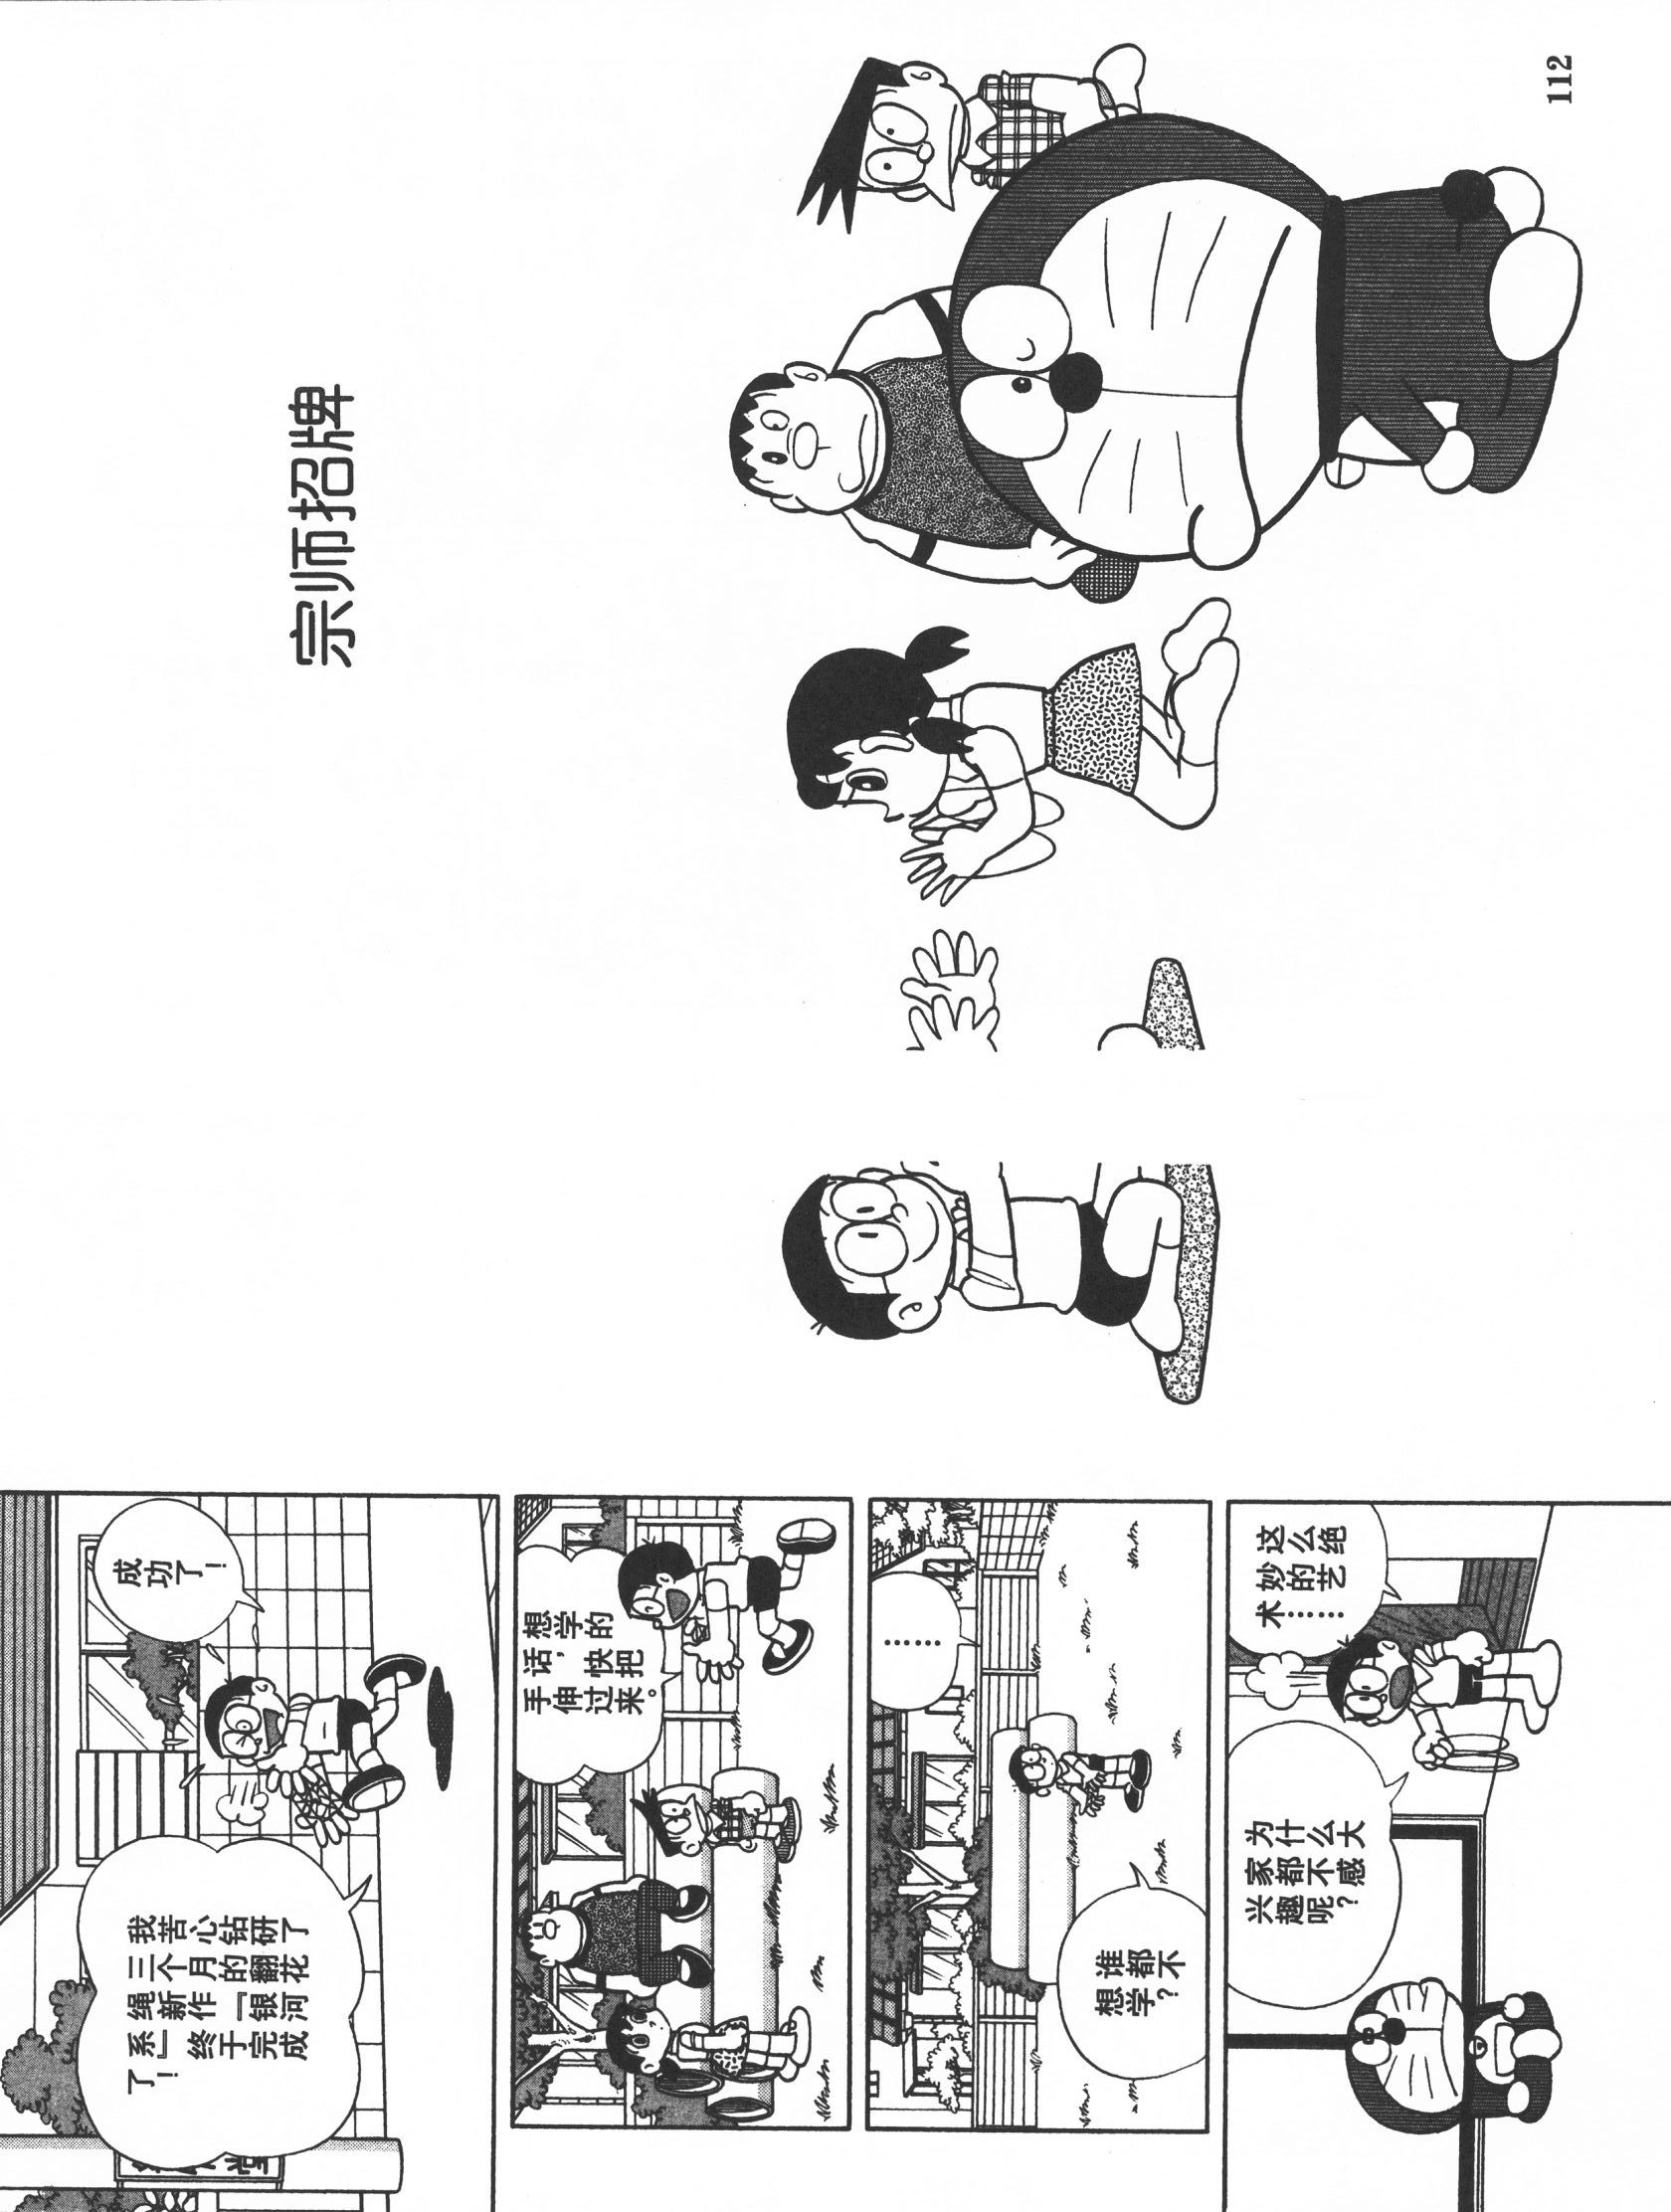 宗师招牌
112
成功了！
我苦心钻研了
三个月的翻花
绳新作『银河
系』终于完成
了！
想学的
话，快把
手伸过来。
……
谁都不
想学？
这么绝
妙的艺
术……
为什么大
家都不感
兴趣呢？